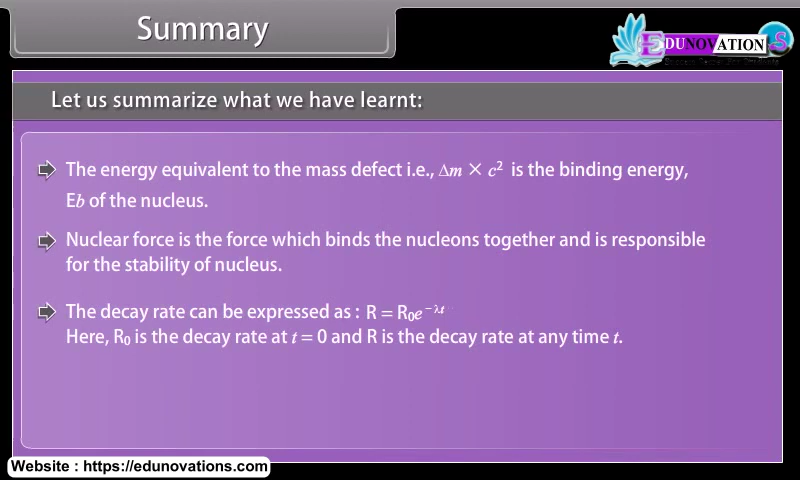 Summary
EDUNOVATION S
Let us summarize what we have learnt:
The energy equivalent to the mass defect i.e., Δm × c² is the binding energy,
Eb of the nucleus.
Nuclear force is the force which binds the nucleons together and is responsible
for the stability of nucleus.
The decay rate can be expressed as : R = R₀e⁻λt
Here, R₀ is the decay rate at t = 0 and R is the decay rate at any time t.
Website : https://edunovations.com